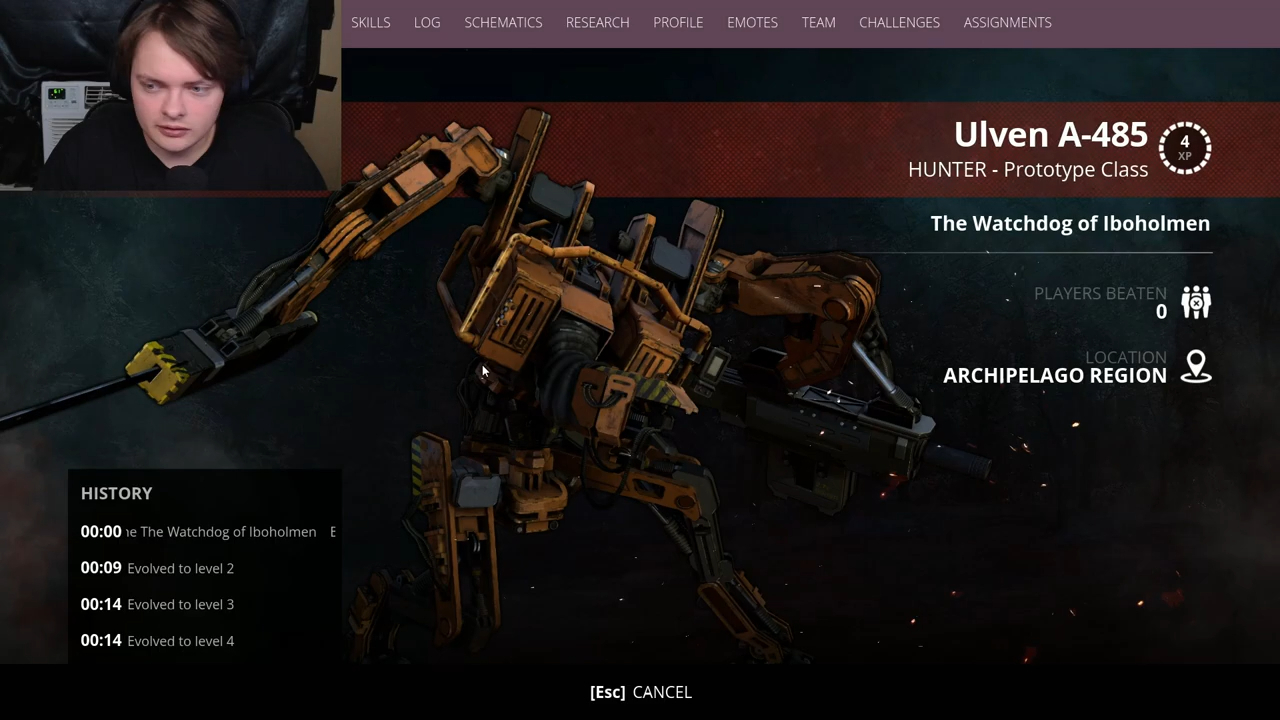 SKILLS LOG SCHEMATICS RESEARCH PROFILE EMOTES TEAM CHALLENGES ASSIGNMENTS
Ulven A-485
4
XP
HUNTER - Prototype Class
The Watchdog of Iboholmen
PLAYERS BEATEN
0
LOCATION
ARCHIPELAGO REGION
HISTORY
00:00 The Watchdog of Iboholmen
00:09 Evolved to level 2
00:14 Evolved to level 3
00:14 Evolved to level 4
[Esc] CANCEL